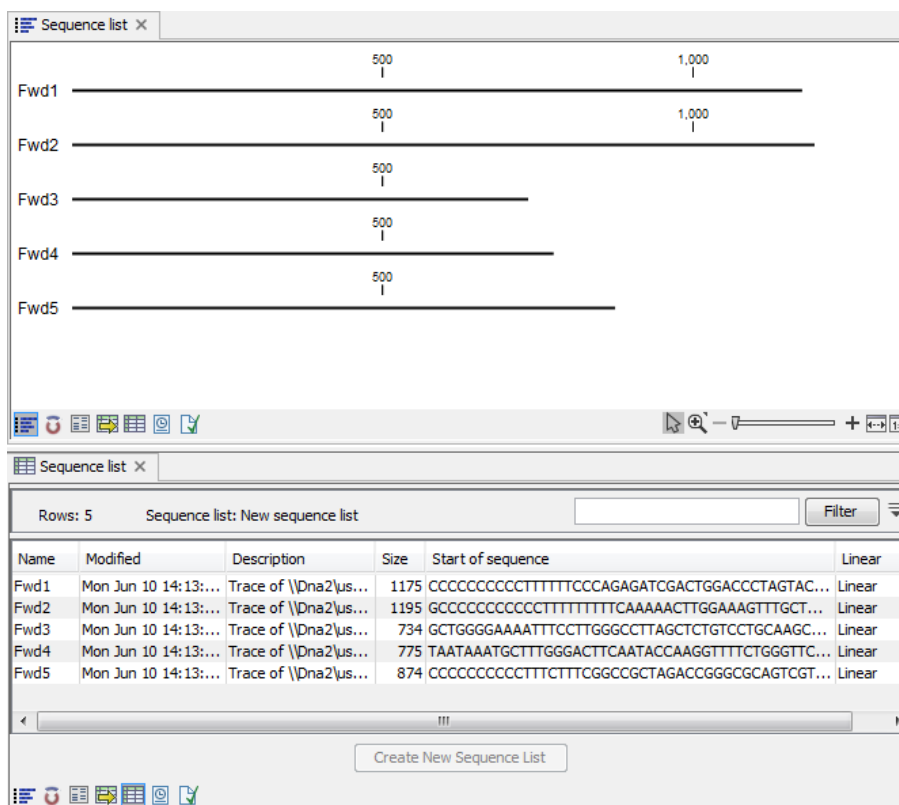 Sequence list
500 1,000
Fwd1
500 1,000
Fwd2
500
Fwd3
500
Fwd4
500
Fwd5
Sequence list
Rows: 5 Sequence list: New sequence list Filter
Name Modified Description Size Start of sequence Linear
Fwd1 Mon Jun 10 14:13:... Trace of \\Dna2\us... 1175 CCCCCCCCCCTTTTTTCCCAGAGATCGACTGGACCCTAGTAC... Linear
Fwd2 Mon Jun 10 14:13:... Trace of \\Dna2\us... 1195 GCCCCCCCCCCCTTTTTTTTTCAAAAACTTGGAAAGTTTGCT... Linear
Fwd3 Mon Jun 10 14:13:... Trace of \\Dna2\us... 734 GCTGGGGAAAATTTCCTTGGGCCTTAGCTCTGTCCTGCAAGC... Linear
Fwd4 Mon Jun 10 14:13:... Trace of \\Dna2\us... 775 TAATAAATGCTTTGGGACTTCAATACCAAGGTTTTCTGGGTTC... Linear
Fwd5 Mon Jun 10 14:13:... Trace of \\Dna2\us... 874 CCCCCCCCCCTTTCTTTCGGCCGCTAGACCGGGCGCAGTCGT... Linear
Create New Sequence List